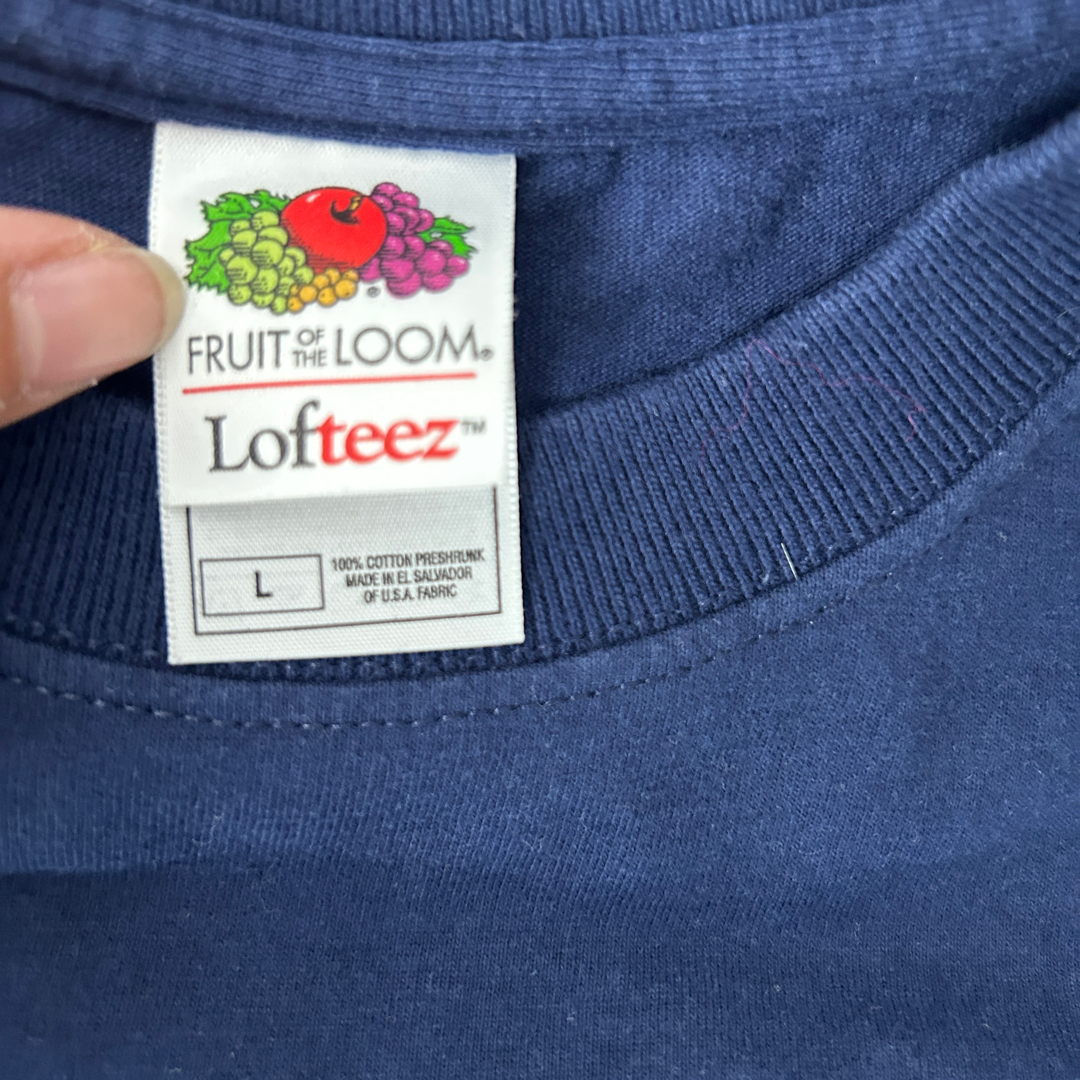 FRUIT OF THE LOOM®
Lofteez™
L
100% COTTON PRESHRUNK
MADE IN EL SALVADOR
OF U.S.A. FABRIC